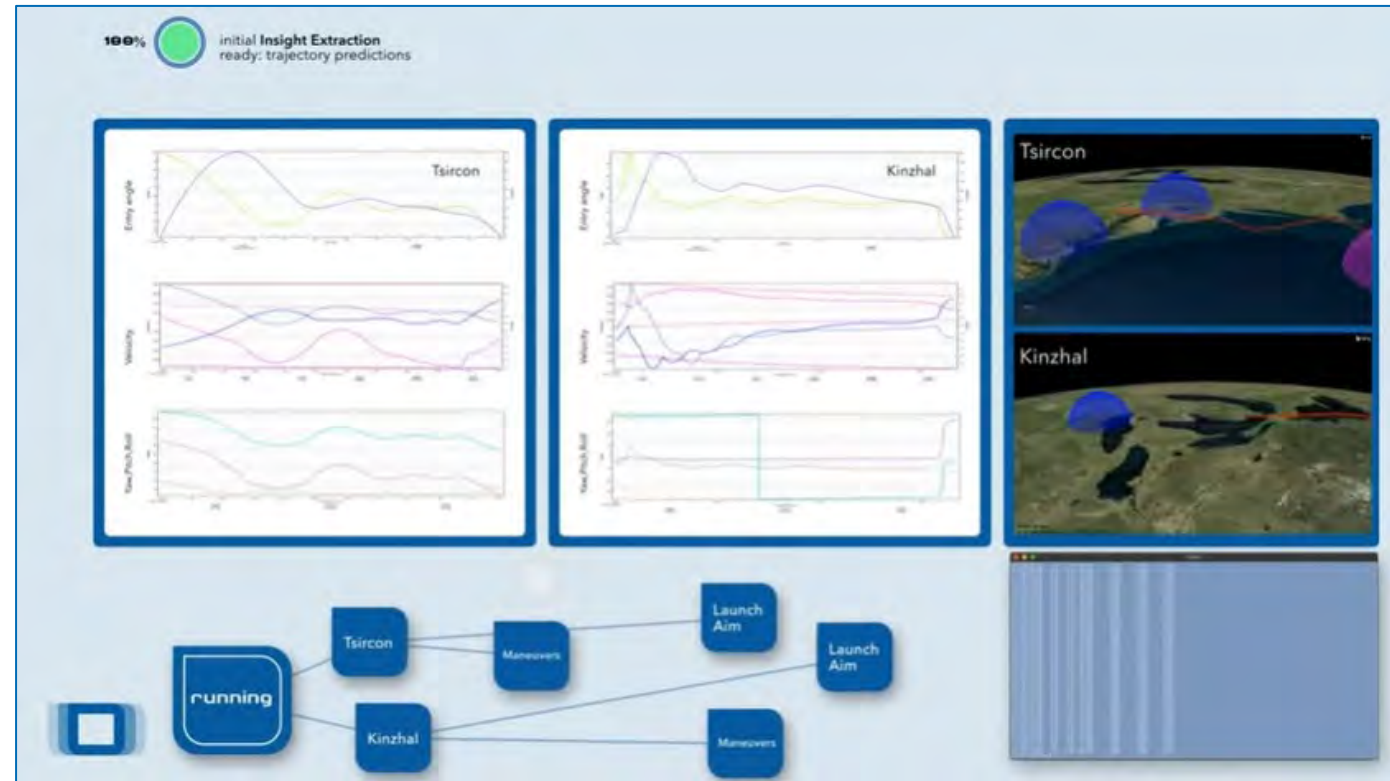 100%
initial Insight Extraction
ready: trajectory predictions
Tsircon
Entry angle
Velocity
Yaw,Pitch,Roll
Kinzhal
Entry angle
Velocity
Yaw,Pitch,Roll
Tsircon
Kinzhal
running
Tsircon
Kinzhal
Maneuvers
Launch
Aim
Launch
Aim
Maneuvers